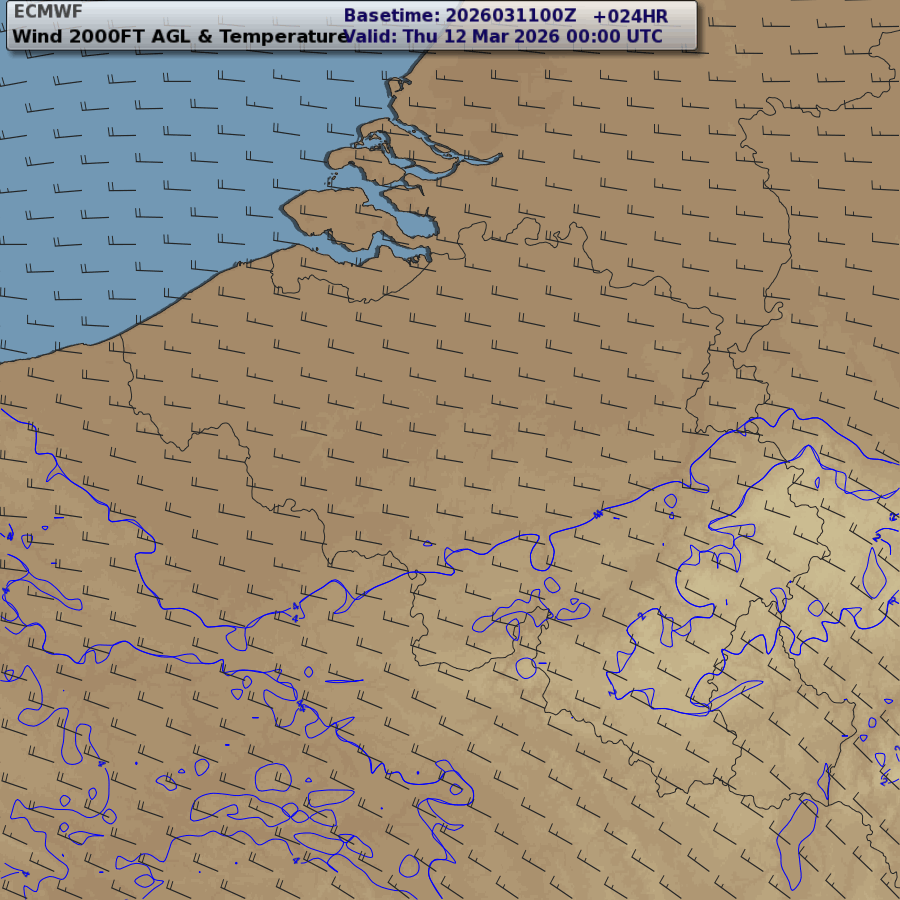 ECMWF
Basetime: 2026031100Z +024HR
Wind 2000FT AGL & Temperature
Valid: Thu 12 Mar 2026 00:00 UTC